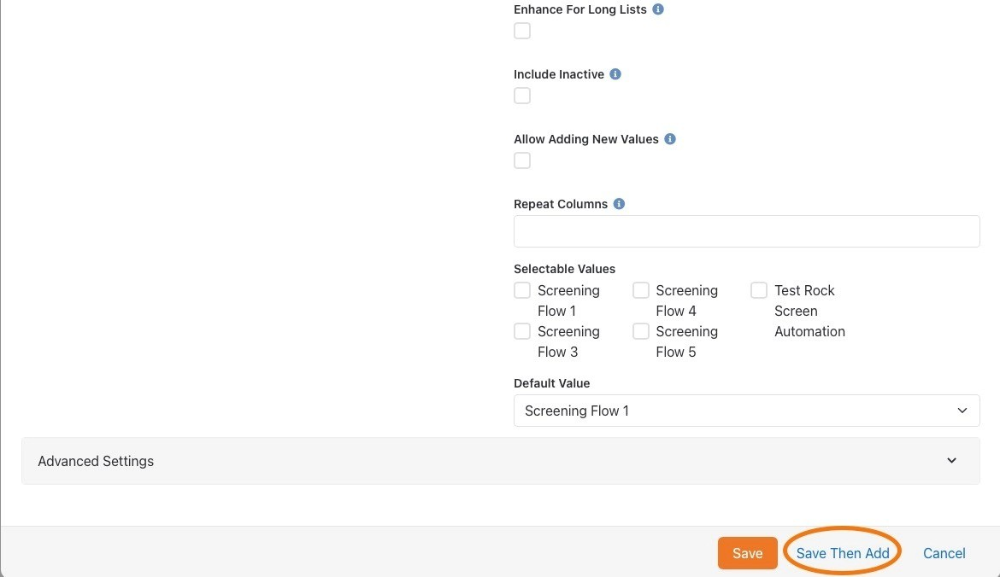 Enhance For Long Lists
Include Inactive
Allow Adding New Values
Repeat Columns
Selectable Values
Screening Flow 1
Screening Flow 3
Screening Flow 4
Screening Flow 5
Test Rock Screen Automation
Default Value
Screening Flow 1
Advanced Settings
Save
Save Then Add
Cancel